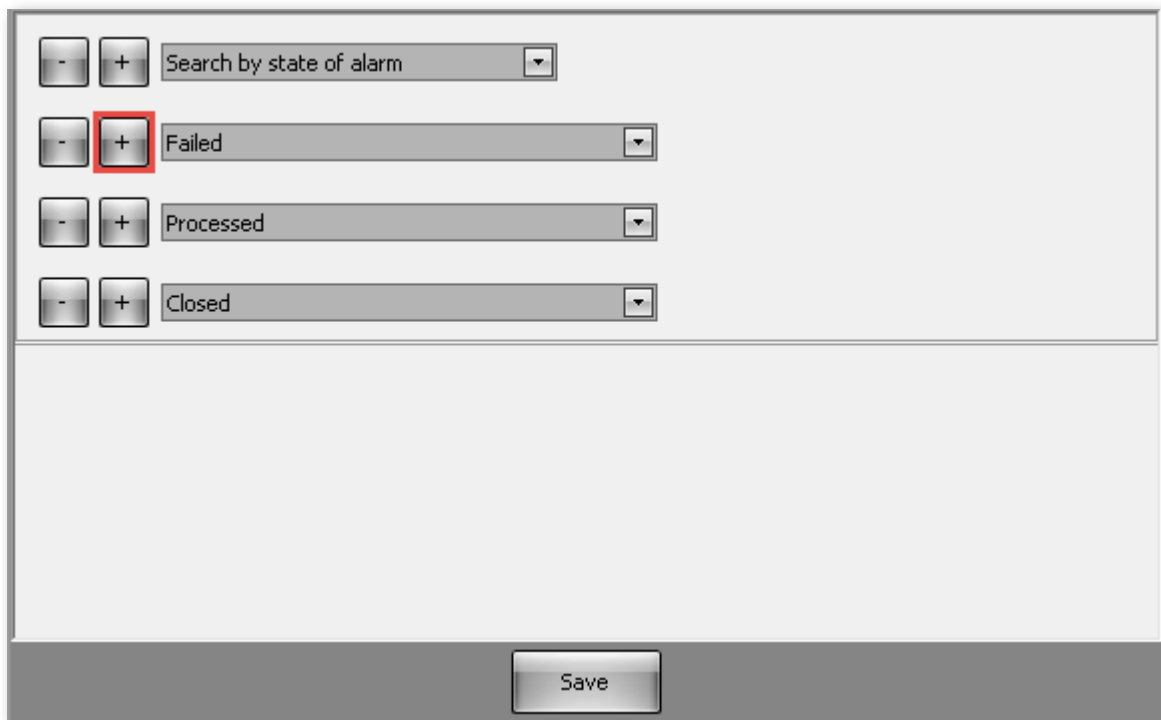 - + Search by state of alarm
- + Failed
- + Processed
- + Closed
Save